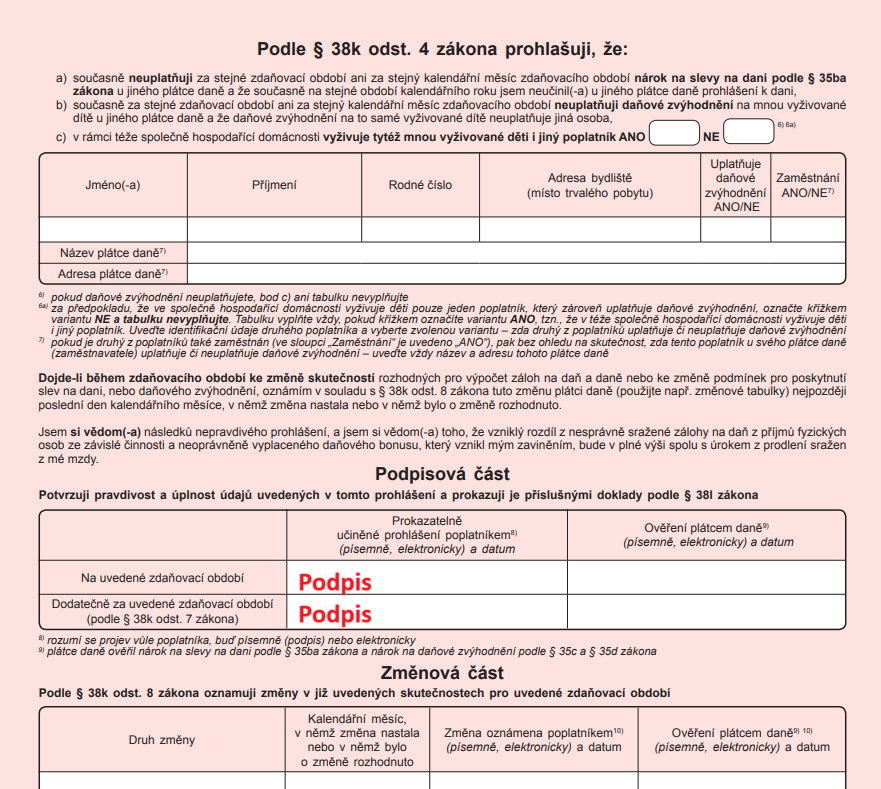 Podle § 38k odst. 4 zákona prohlašuji, že:
a) současně neuplatňuji za stejné zdaňovací období ani za stejný kalendářní měsíc zdaňovacího období nárok na slevy na dani podle § 35ba
zákona u jiného plátce daně a že současně na stejné období kalendářního roku jsem neučinil(-a) u jiného plátce daně prohlášení k dani,
b) současně za stejné zdaňovací období ani za stejný kalendářní měsíc zdaňovacího období neuplatňuji daňové zvýhodnění na mnou vyživované
dítě u jiného plátce daně a že daňové zvýhodnění na to samé vyživované dítě neuplatňuje jiná osoba,
c) v rámci téže společně hospodařící domácnosti vyživuje tytéž mnou vyživované děti i jiný poplatník ANO NE 6) 6a)
Jméno(-a)
Příjmení
Rodné číslo
Adresa bydliště
(místo trvalého pobytu)
Uplatňuje
daňové
zvýhodnění
ANO/NE
Zaměstnání
ANO/NE7)
Název plátce daně7)
Adresa plátce daně7)
6) pokud daňové zvýhodnění neuplatňujete, bod c) ani tabulku nevyplňujte
6a) za předpokladu, že ve společně hospodařící domácnosti vyživuje děti pouze jeden poplatník, který zároveň uplatňuje daňové zvýhodnění, označte křížkem
variantu NE a tabulku nevyplňujte. Tabulku vyplňte vždy, pokud křížkem označíte variantu ANO, tzn., že v téže společně hospodařící domácnosti vyživuje děti
i jiný poplatník. Uveďte identifikační údaje druhého poplatníka a vyberte zvolenou variantu – zda druhý z poplatníků uplatňuje či neuplatňuje daňové zvýhodnění
7) pokud je druhý z poplatníků také zaměstnán (ve sloupci „Zaměstnání" je uvedeno „ANO"), pak bez ohledu na skutečnost, zda tento poplatník u svého plátce daně
(zaměstnavatele) uplatňuje či neuplatňuje daňové zvýhodnění – uveďte vždy název a adresu tohoto plátce daně
Dojde-li během zdaňovacího období ke změně skutečností rozhodných pro výpočet záloh na daň a daně nebo ke změně podmínek pro poskytnutí
slev na dani, nebo daňového zvýhodnění, oznámím v souladu s § 38k odst. 8 zákona tuto změnu plátci daně (použijte např. změnové tabulky) nejpozději
poslední den kalendářního měsíce, v němž změna nastala nebo v němž bylo o změně rozhodnuto.
Jsem si vědom(-a) následků nepravdivého prohlášení, a jsem si vědom(-a) toho, že vzniklý rozdíl z nesprávně sražené zálohy na daň z příjmů fyzických
osob ze závislé činnosti a neoprávněně vyplaceného daňového bonusu, který vznikl mým zaviněním, bude v plné výši spolu s úrokem z prodlení sražen
z mé mzdy.
Podpisová část
Potvrzuji pravdivost a úplnost údajů uvedených v tomto prohlášení a prokazuji je příslušnými doklady podle § 38l zákona
Prokazatelně
učiněné prohlášení poplatníkem8)
(písemně, elektronicky) a datum
Ověření plátcem daně9)
(písemně, elektronicky) a datum
Na uvedené zdaňovací období
Podpis
Dodatečně za uvedené zdaňovací období
(podle § 38k odst. 7 zákona)
Podpis
8) rozumí se projev vůle poplatníka, buď písemně (podpis) nebo elektronicky
9) plátce daně ověřil nárok na slevy na dani podle § 35ba zákona a nárok na daňové zvýhodnění podle § 35c a § 35d zákona
Změnová část
Podle § 38k odst. 8 zákona oznamuji změny v již uvedených skutečnostech pro uvedené zdaňovací období
Druh změny
Kalendářní měsíc,
v němž změna nastala
nebo v němž bylo
o změně rozhodnuto
Změna oznámena poplatníkem10)
(písemně, elektronicky) a datum
Ověření plátcem daně9) 10)
(písemně, elektronicky) a datum